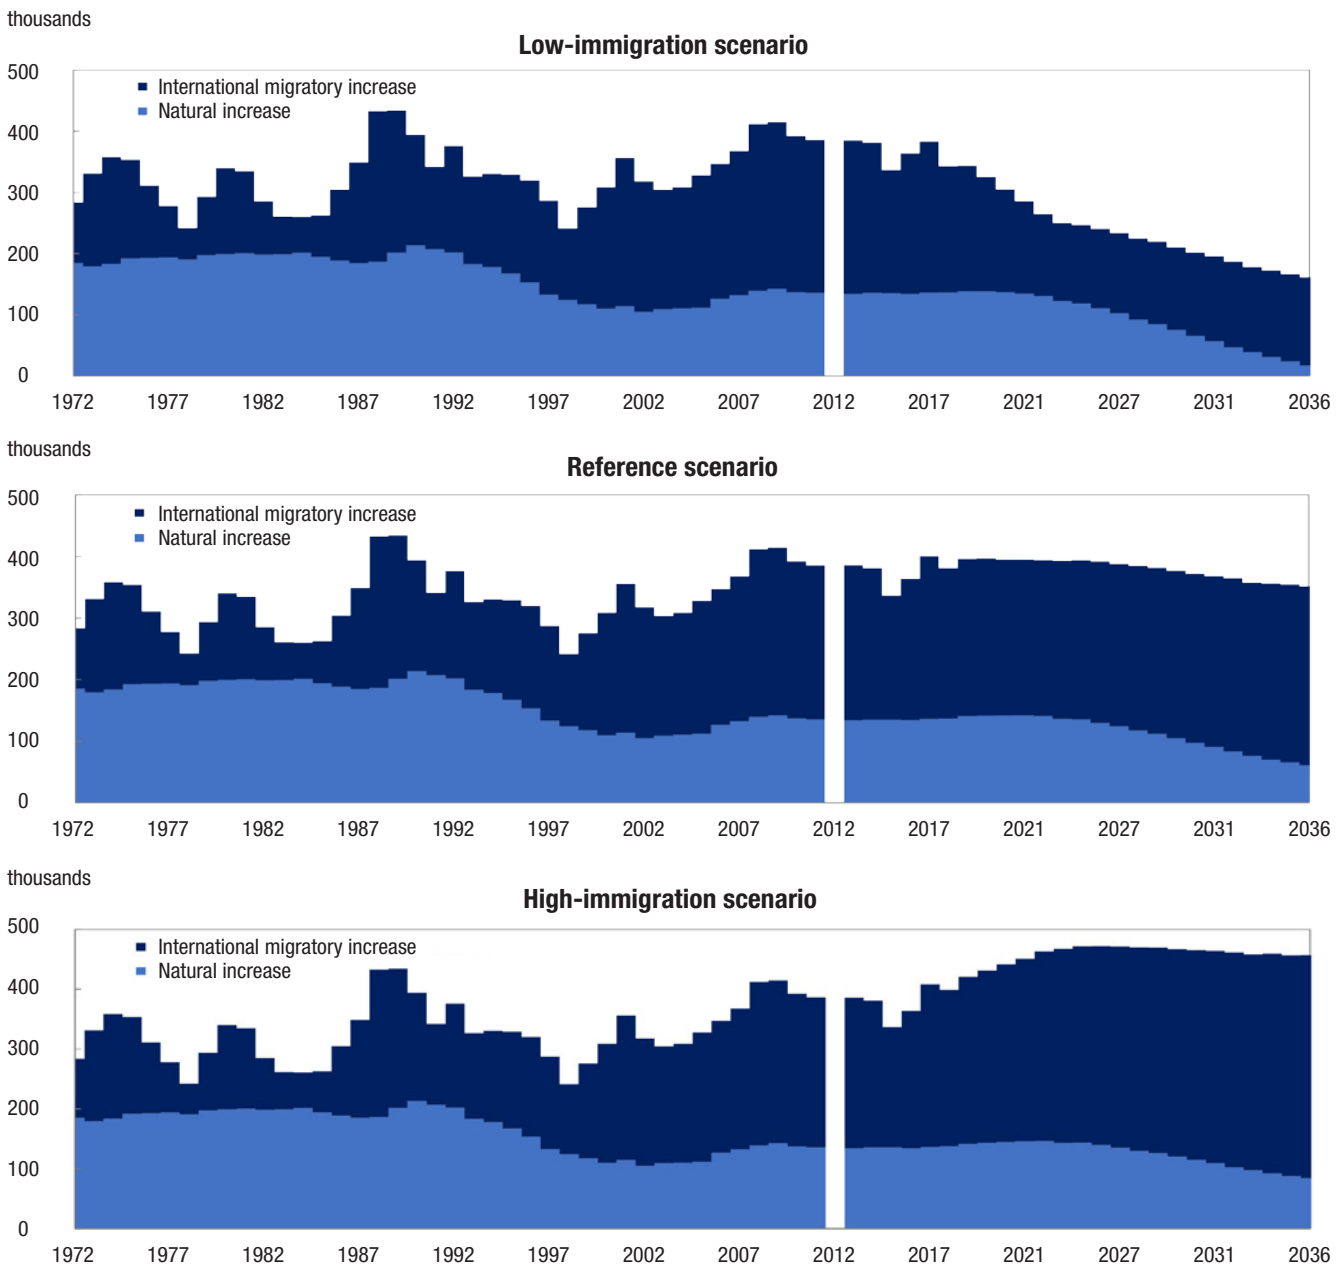 thousands
Low-immigration scenario
500
International migratory increase
Natural increase
400
300
200
100
0
1972 1977 1982 1987 1992 1997 2002 2007 2012 2017 2021 2027 2031 2036
thousands
Reference scenario
500
International migratory increase
Natural increase
400
300
200
100
0
1972 1977 1982 1987 1992 1997 2002 2007 2012 2017 2021 2027 2031 2036
thousands
High-immigration scenario
500
International migratory increase
Natural increase
400
300
200
100
0
1972 1977 1982 1987 1992 1997 2002 2007 2012 2017 2021 2027 2031 2036